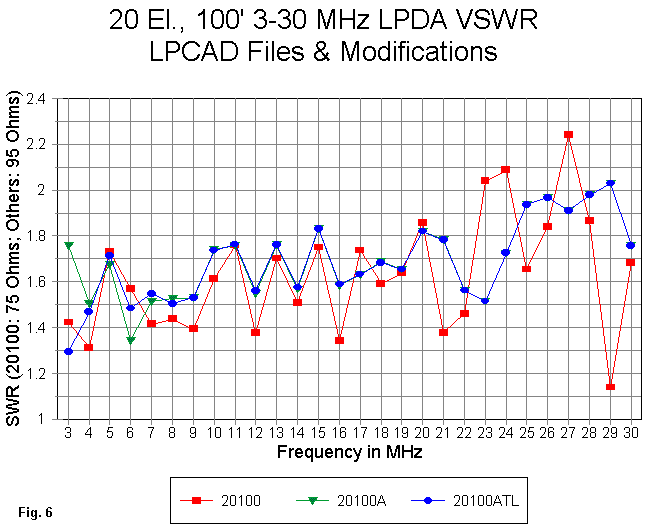 20 El., 100' 3-30 MHz LPDA VSWR
LPCAD Files & Modifications
SWR (20100: 75 Ohms; Others: 95 Ohms)
2.4
2.2
2
1.8
1.6
1.4
1.2
1
3 4 5 6 7 8 9 10 11 12 13 14 15 16 17 18 19 20 21 22 23 24 25 26 27 28 29 30
Frequency in MHz
20100 20100A 20100ATL
Fig. 6